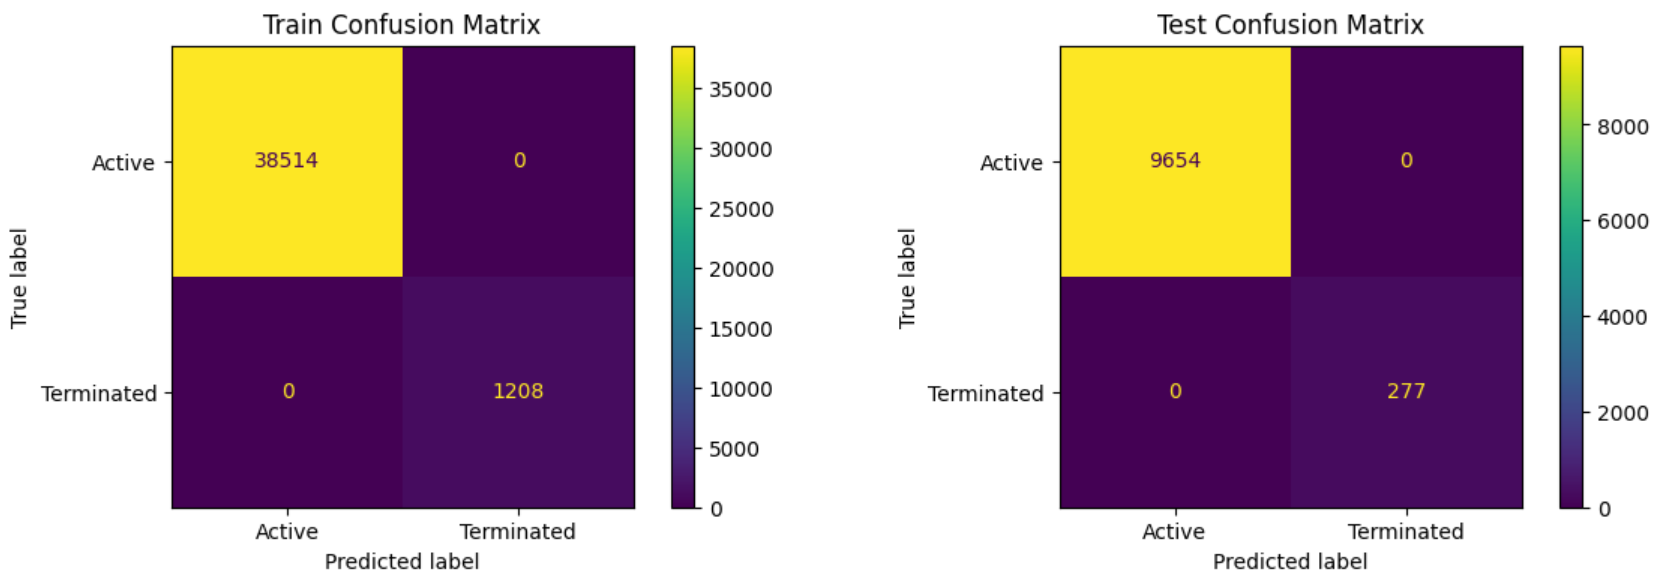 Train Confusion Matrix
Active
Terminated
True label
38514
0
0
1208
Active
Terminated
Predicted label
35000
30000
25000
20000
15000
10000
5000
0
Test Confusion Matrix
Active
Terminated
True label
9654
0
0
277
Active
Terminated
Predicted label
8000
6000
4000
2000
0